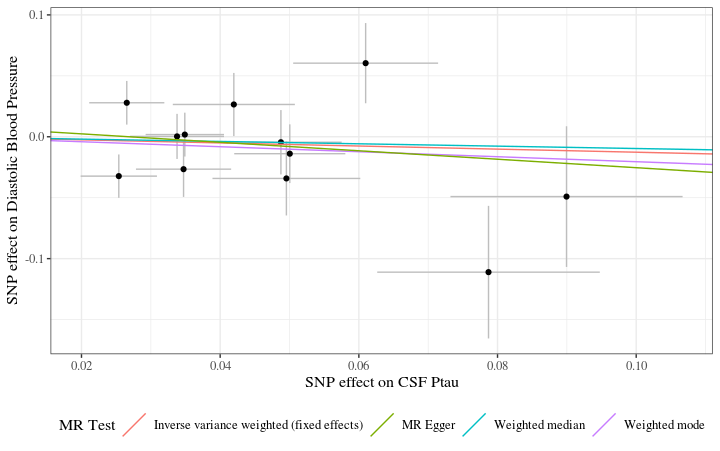 0.1
0.0
-0.1
SNP effect on Diastolic Blood Pressure
0.02 0.04 0.06 0.08 0.10
SNP effect on CSF Ptau
MR Test Inverse variance weighted (fixed effects) MR Egger Weighted median Weighted mode